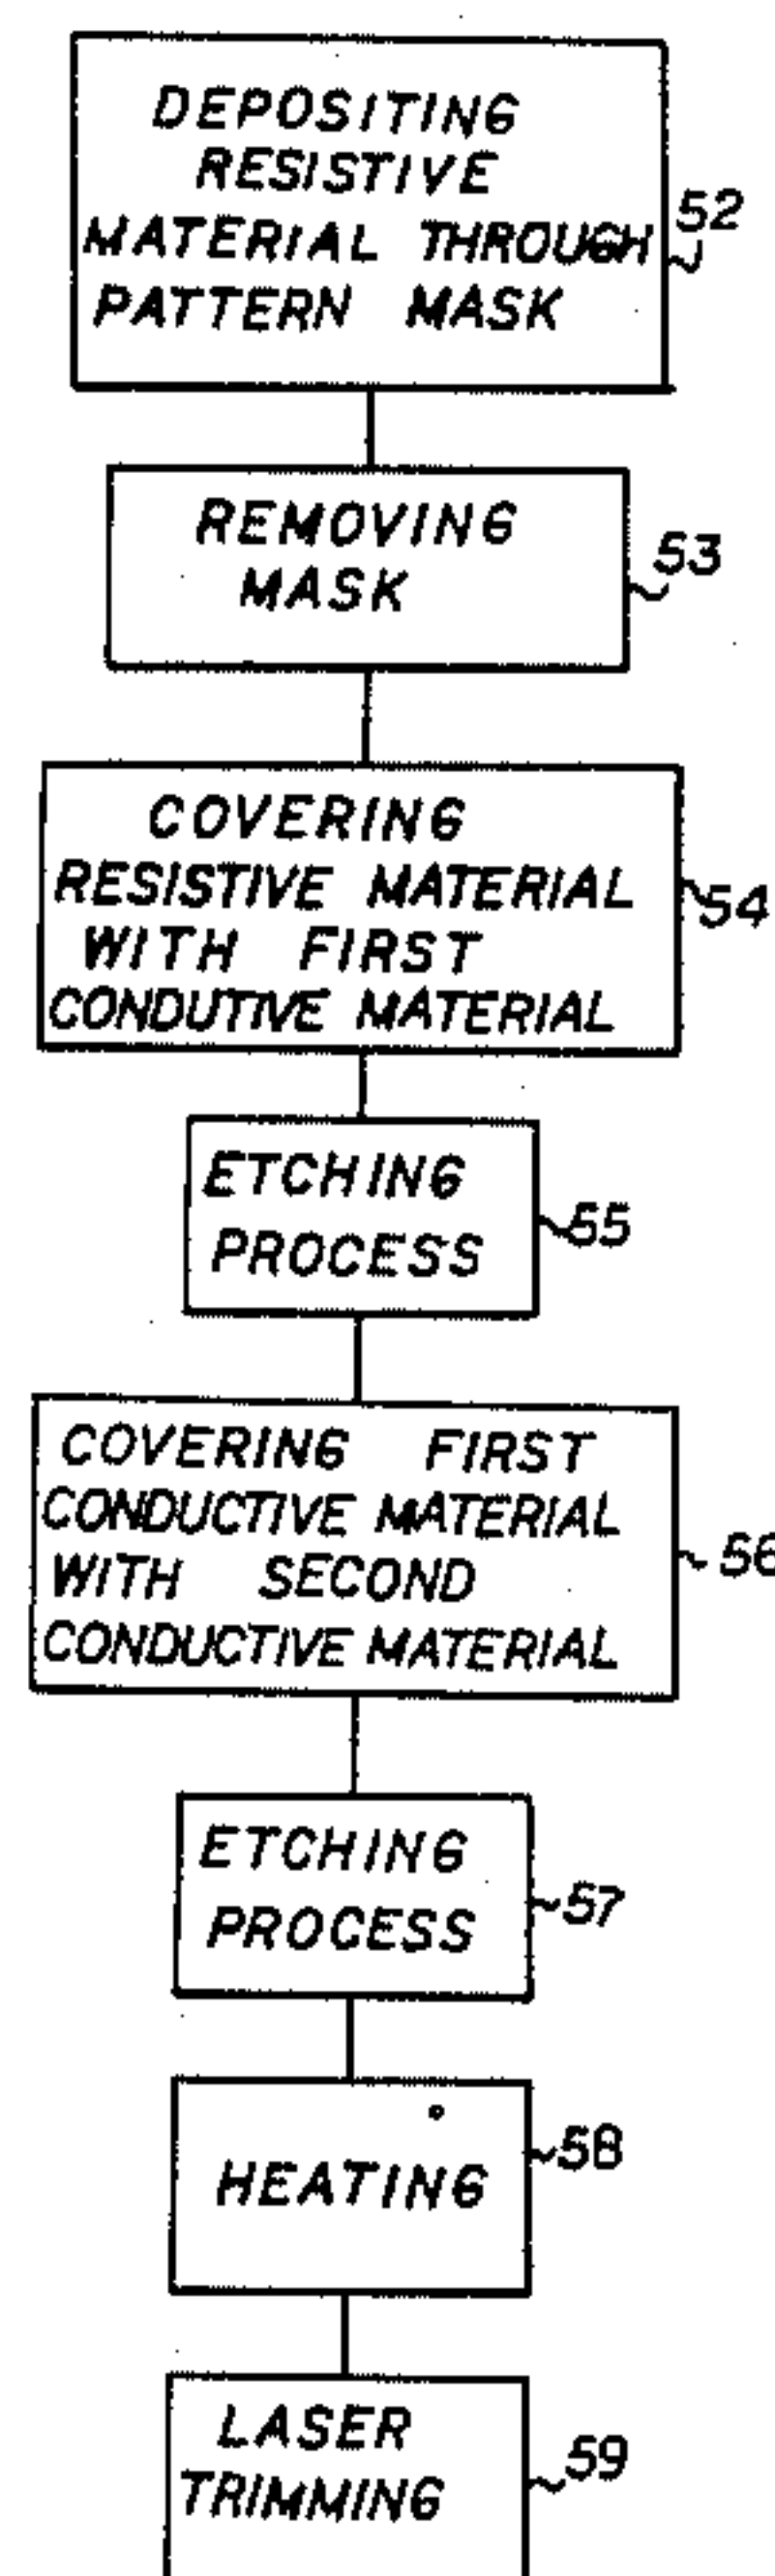 DEPOSITING
RESISTIVE
MATERIAL THROUGH
PATTERN MASK
52
REMOVING
MASK
53
COVERING
RESISTIVE MATERIAL
WITH FIRST
CONDUTIVE MATERIAL
54
ETCHING
PROCESS
55
COVERING FIRST
CONDUCTIVE MATERIAL
WITH SECOND
CONDUCTIVE MATERIAL
56
ETCHING
PROCESS
57
HEATING
58
LASER
TRIMMING
59